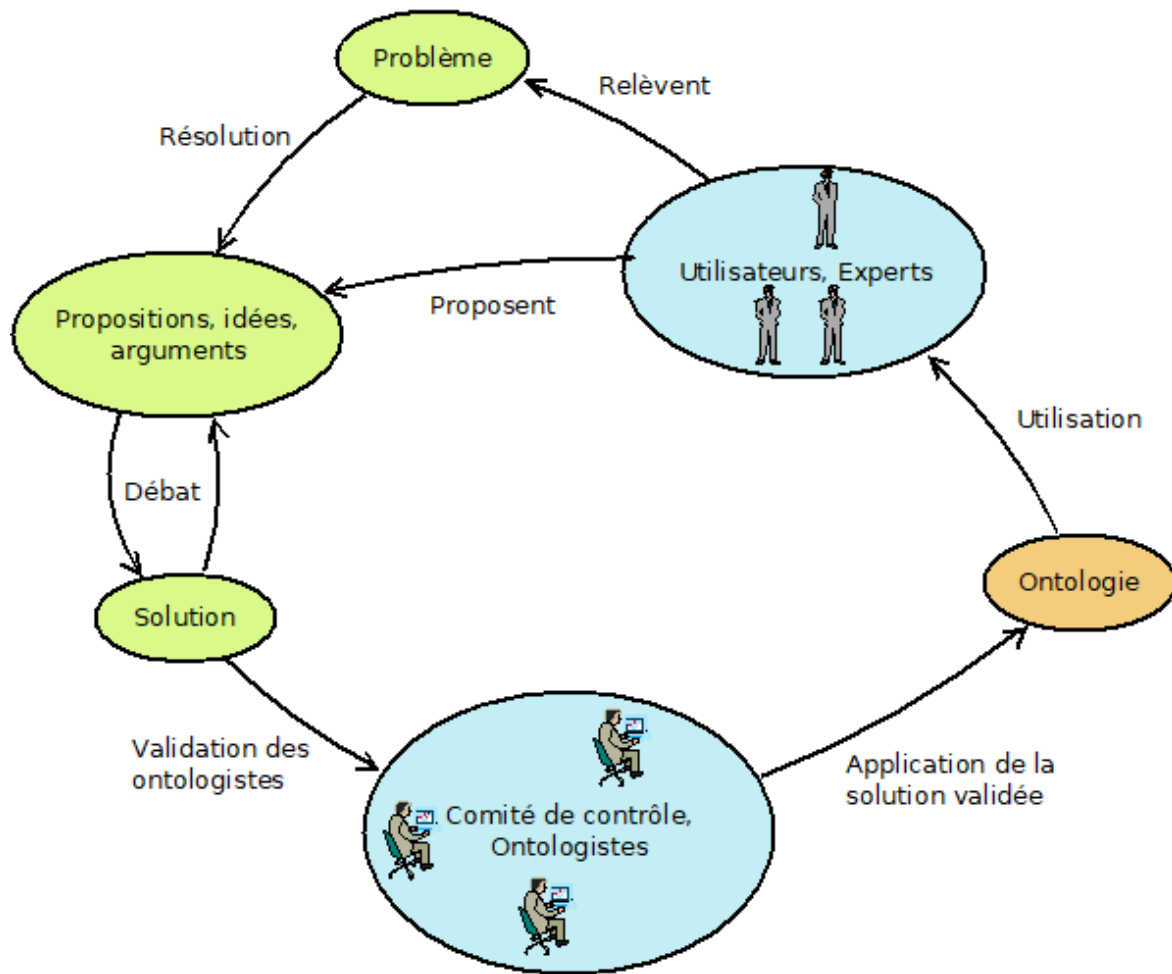 Problème
Relèvent
Résolution
Utilisateurs, Experts
Proposent
Propositions, idées,
arguments
Utilisation
Débat
Ontologie
Solution
Validation des
ontologistes
Application de la
solution validée
Comité de contrôle,
Ontologistes